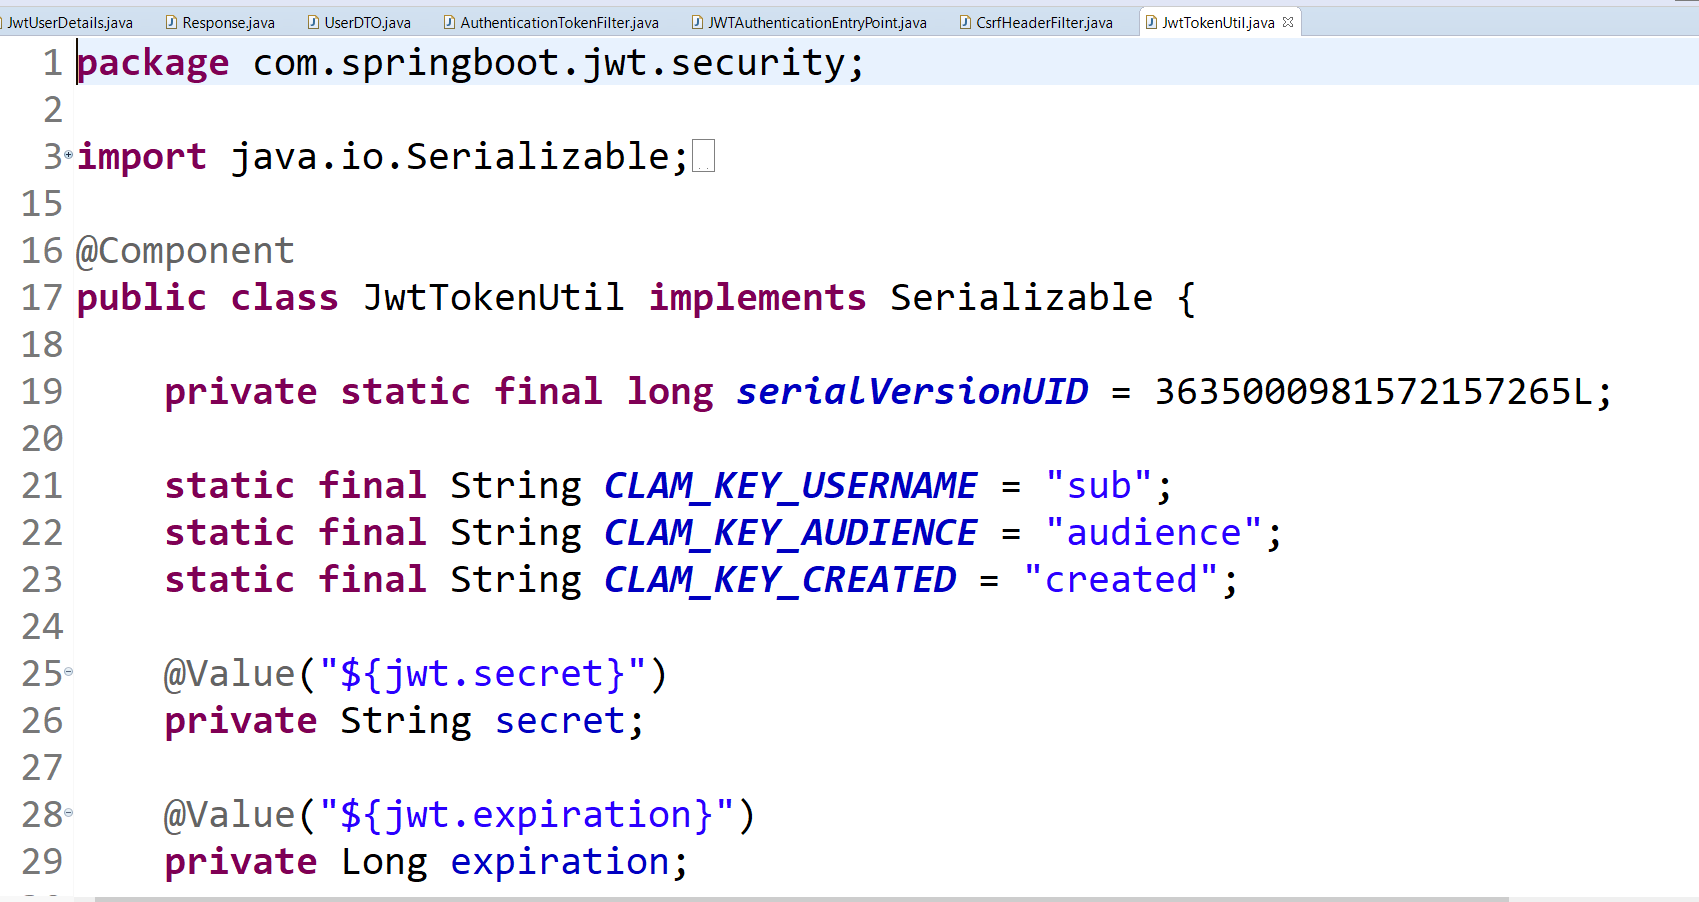 JwtUserDetails.java Response.java UserDTO.java AuthenticationTokenFilter.java JWTAuthenticationEntryPoint.java CsrfHeaderFilter.java JwtTokenUtil.java
1 package com.springboot.jwt.security;
2
3 import java.io.Serializable;
15
16 @Component
17 public class JwtTokenUtil implements Serializable {
18
19 private static final long serialVersionUID = 3635000981572157265L;
20
21 static final String CLAM_KEY_USERNAME = "sub";
22 static final String CLAM_KEY_AUDIENCE = "audience";
23 static final String CLAM_KEY_CREATED = "created";
24
25 @Value("${jwt.secret}")
26 private String secret;
27
28 @Value("${jwt.expiration}")
29 private Long expiration;